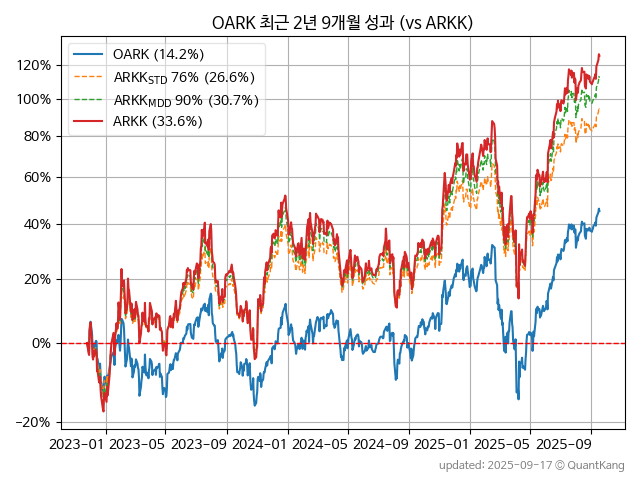 OARK 최근 2년 9개월 성과 (vs ARKK)
OARK (14.2%)
ARKK_STD 76% (26.6%)
ARKK_MDD 90% (30.7%)
ARKK (33.6%)
120%
100%
80%
60%
40%
20%
0%
−20%
2023-01 2023-05 2023-09 2024-01 2024-05 2024-09 2025-01 2025-05 2025-09
updated: 2025-09-17 © QuantKang